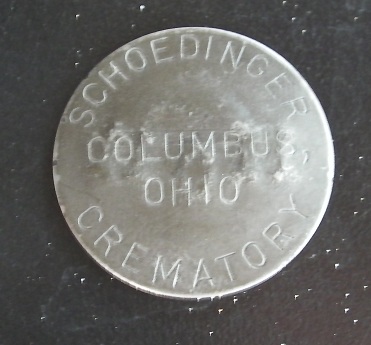 SCHOEDINGER,
COLUMBUS,
OHIO
CREMATORY